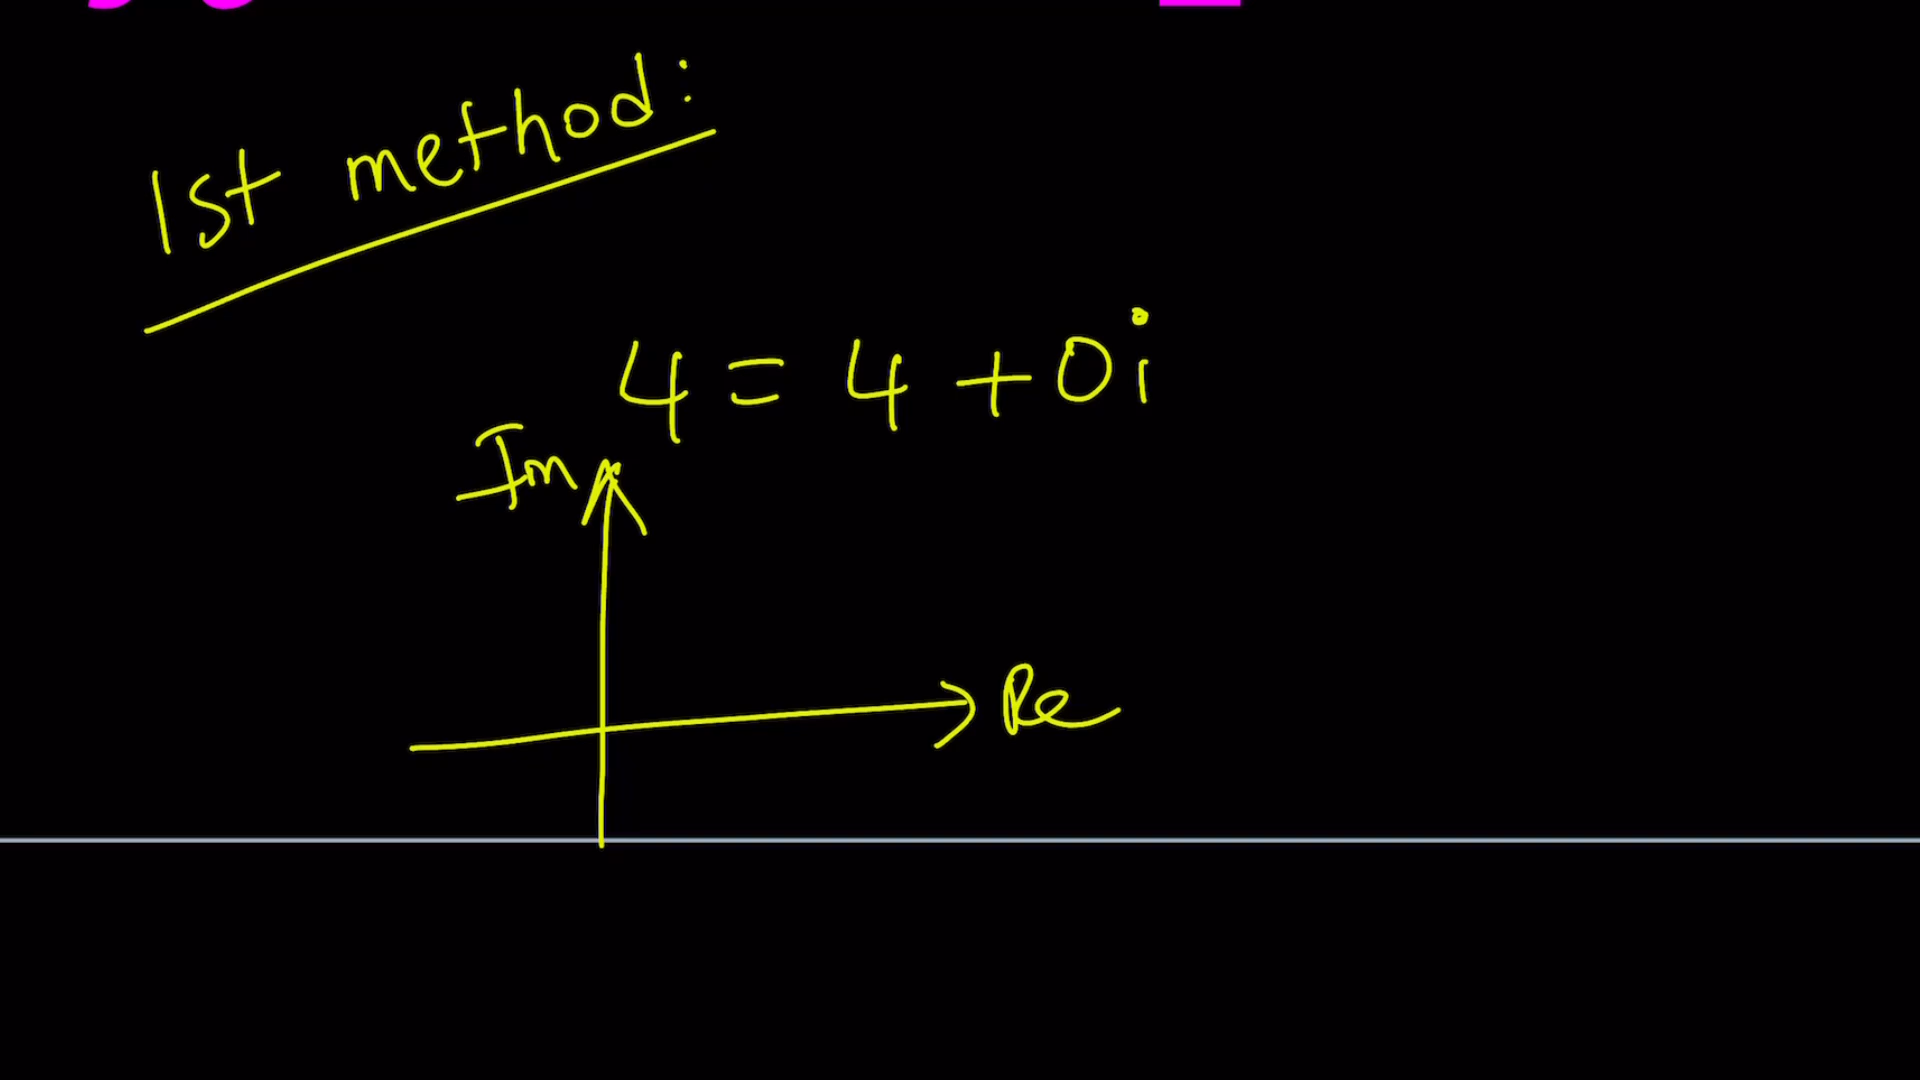 1st method:
4 = 4 + 0i
Im
Re